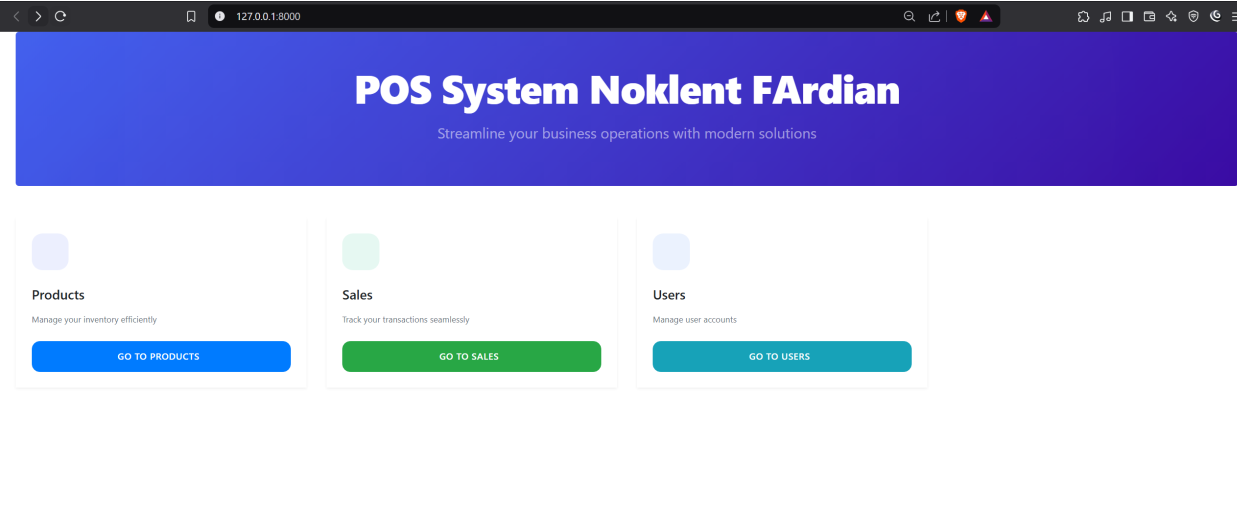 127.0.0.1:8000
POS System Noklent FArdian
Streamline your business operations with modern solutions
Products
Manage your inventory efficiently
GO TO PRODUCTS
Sales
Track your transactions seamlessly
GO TO SALES
Users
Manage user accounts
GO TO USERS